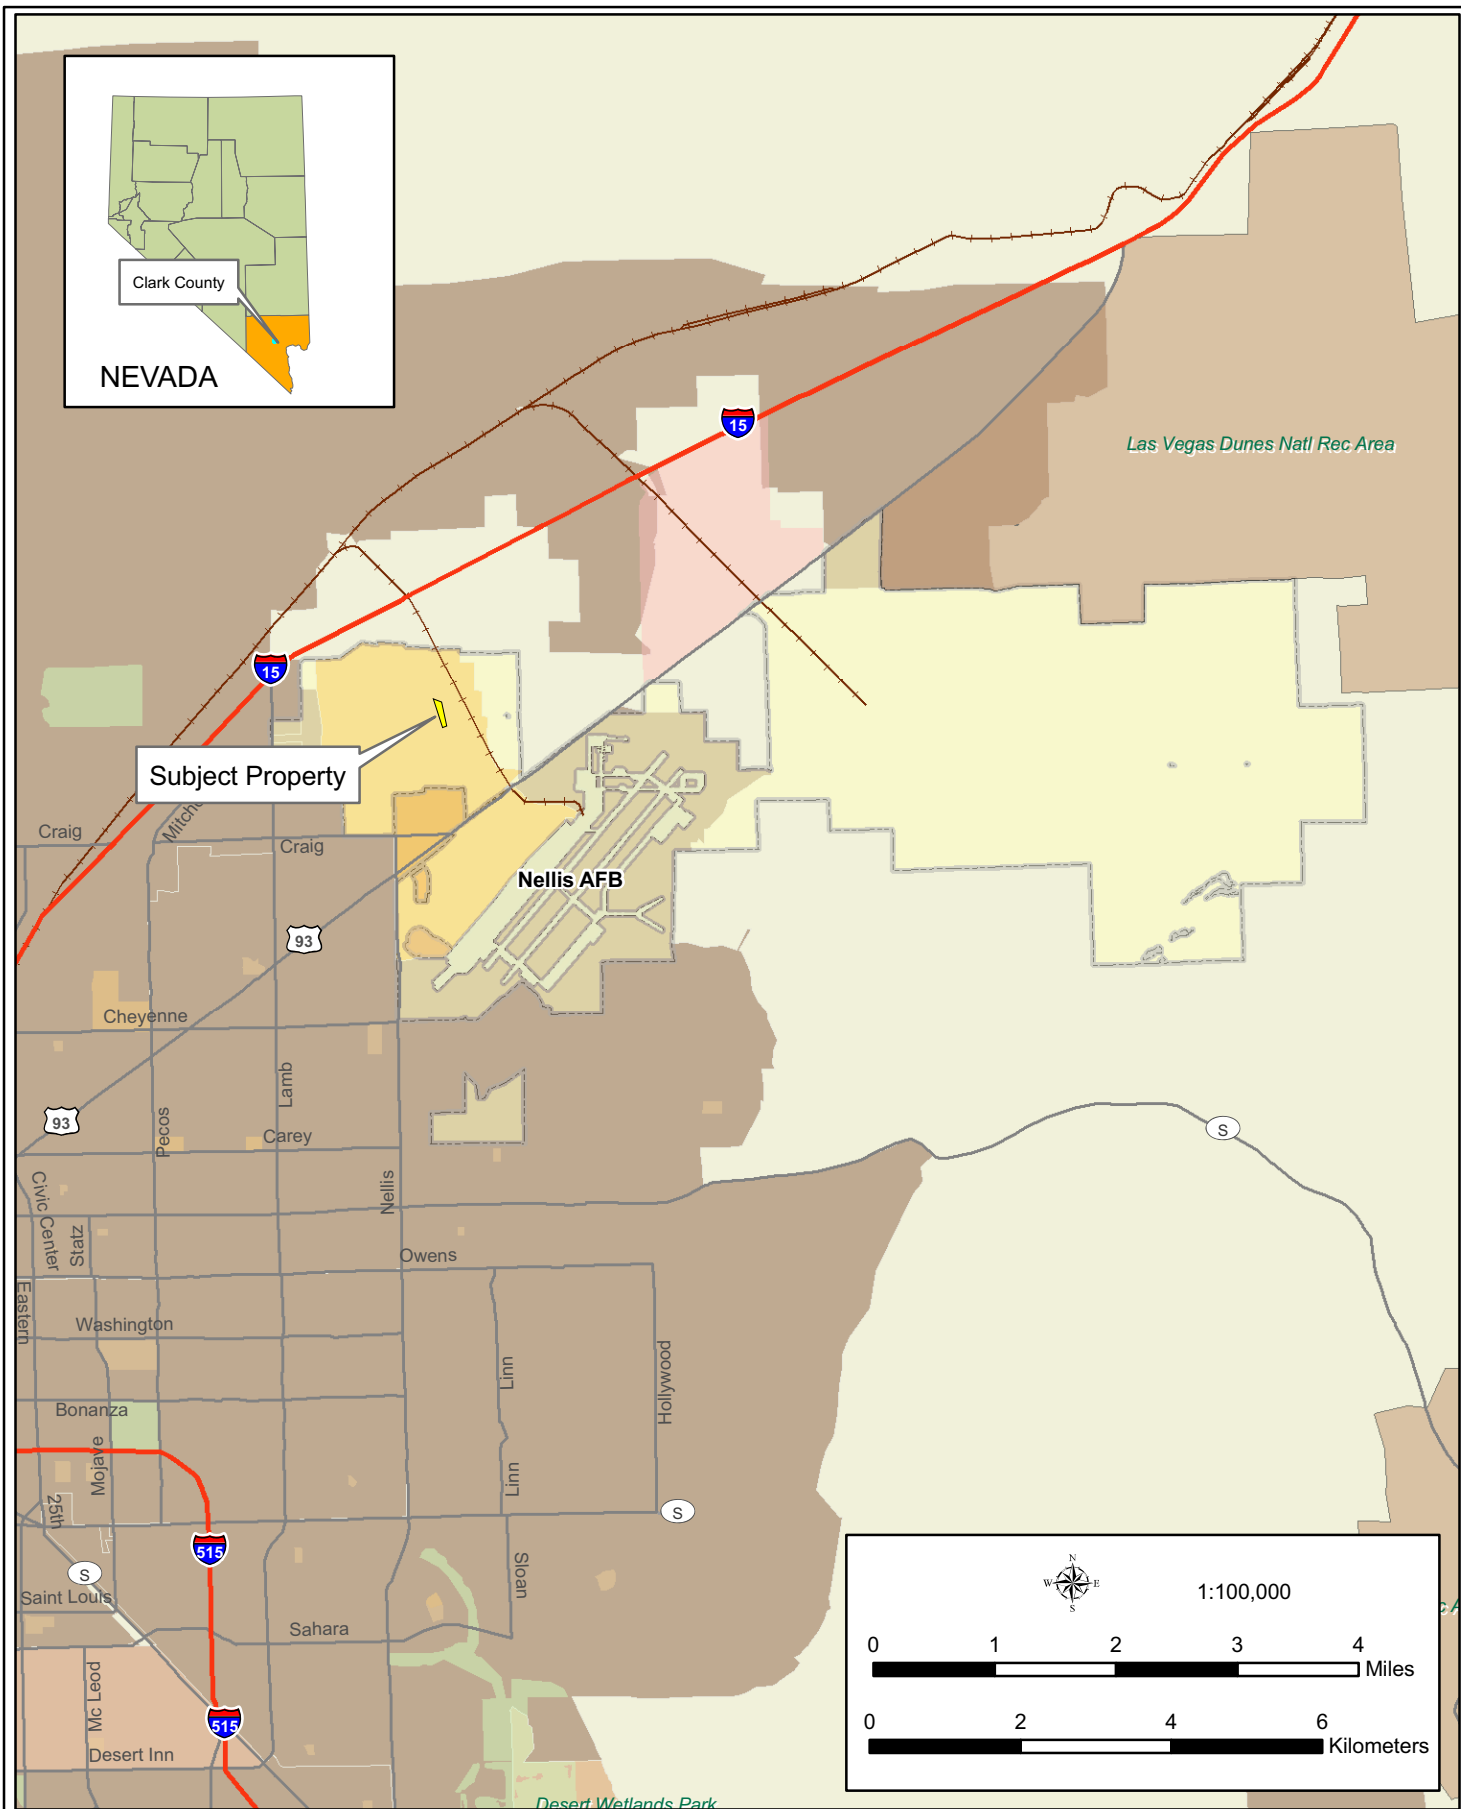 Clark County
NEVADA
15
Las Vegas Dunes Natl Rec Area
15
Subject Property
Craig
Craig
Nellis AFB
93
Cheyenne
Lamb
93
Pecos
Carey
S
Nellis
Civic Center
Statz
Owens
Eastern
Washington
Linn
Hollywood
Bonanza
Mojave
Linn
25th
S
515
S
Sloan
Saint Louis
Sahara
Mc Leod
515
Desert Inn
Desert Wetlands Park
N
W
E
S
1:100,000
0 1 2 3 4
Miles
0 2 4 6
Kilometers